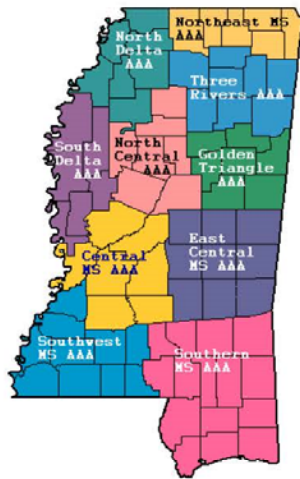 Northeast MS
AAA
North
Delta
AAA
Three
Rivers AAA
North
Central
AAA
South
Delta
AAA
Golden
Triangle
AAA
East
Central
MS AAA
Central
MS AAA
Southwest
MS AAA
Southern
MS AAA